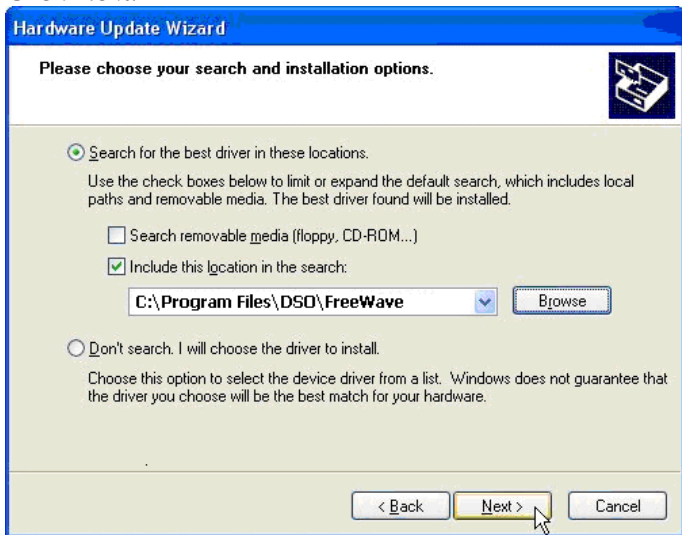 Hardware Update Wizard
Please choose your search and installation options.
Search for the best driver in these locations.
Use the check boxes below to limit or expand the default search, which includes local
paths and removable media. The best driver found will be installed.
Search removable media (floppy, CD-ROM...)
Include this location in the search:
C:\Program Files\DSO\FreeWave
Browse
Don't search. I will choose the driver to install.
Choose this option to select the device driver from a list. Windows does not guarantee that
the driver you choose will be the best match for your hardware.
< Back
Next >
Cancel